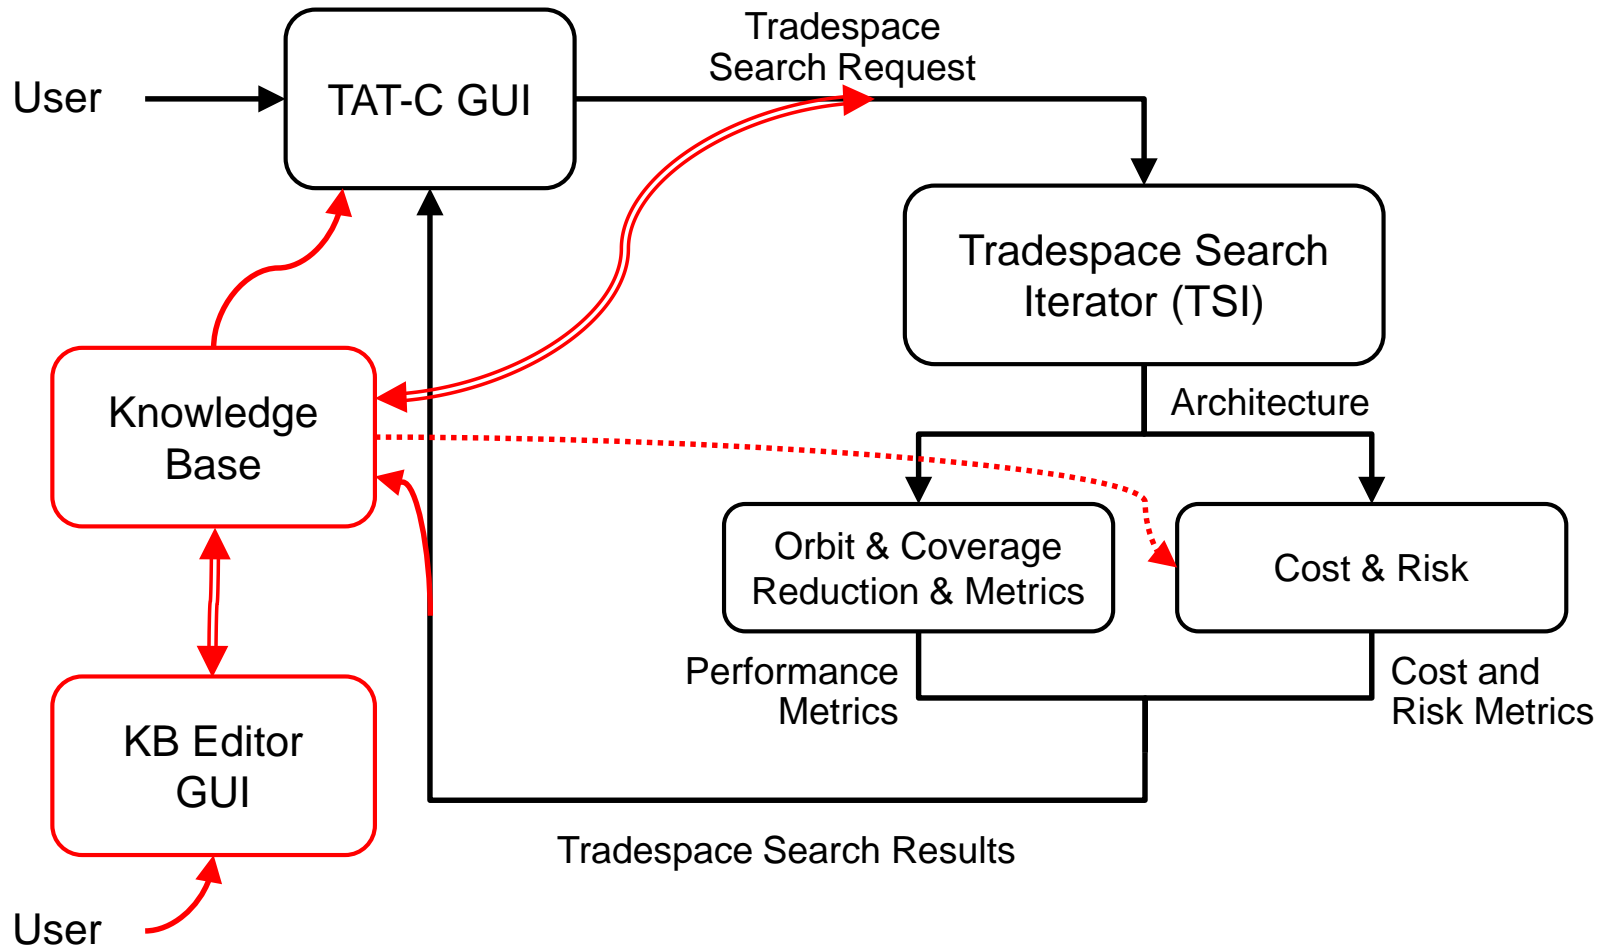 Tradespace
Search Request
User
TAT-C GUI
Tradespace Search
Iterator (TSI)
Architecture
Knowledge
Base
Orbit & Coverage
Reduction & Metrics
Cost & Risk
Performance
Metrics
Cost and
Risk Metrics
KB Editor
GUI
Tradespace Search Results
User